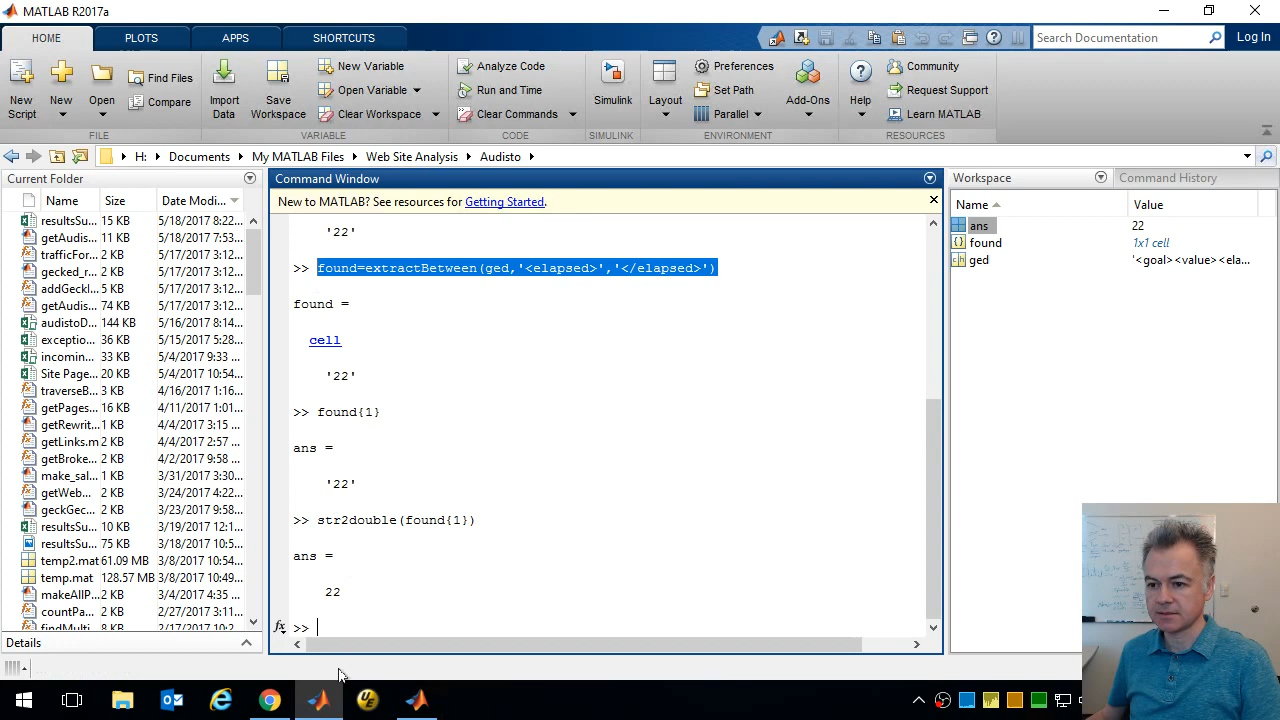 MATLAB R2017a
HOME PLOTS APPS SHORTCUTS Search Documentation Log In
New Script New Open Find Files Compare Import Data Save Workspace New Variable Open Variable Clear Workspace Analyze Code Run and Time Clear Commands Simulink Layout Preferences Set Path Parallel Add-Ons Help Community Request Support Learn MATLAB
FILE VARIABLE CODE SIMULINK ENVIRONMENT RESOURCES
H: Documents My MATLAB Files Web Site Analysis Audisto
Current Folder
Name Size Date Modi...
resultsSu... 15 KB 5/18/2017 8:22...
getAudis... 11 KB 5/18/2017 7:53...
trafficFor... 2 KB 5/17/2017 3:12...
gecked_r... 2 KB 5/17/2017 3:12...
addGeckl... 5 KB 5/17/2017 3:12...
getAudis... 74 KB 5/17/2017 3:12...
audistoD... 144 KB 5/16/2017 8:14...
exceptio... 36 KB 5/15/2017 5:28...
incomin... 33 KB 5/4/2017 9:33 ...
Site Page... 20 KB 5/4/2017 10:54...
traverseB... 3 KB 4/16/2017 1:16...
getPages... 16 KB 4/11/2017 1:01...
getRewrit... 1 KB 4/4/2017 3:15 ...
getLinks.m 2 KB 4/4/2017 2:57 ...
getBroke... 2 KB 4/2/2017 9:58 ...
make_sal... 1 KB 3/31/2017 3:30...
getWeb... 2 KB 3/24/2017 4:22...
geckGec... 2 KB 3/23/2017 9:58...
resultsSu... 10 KB 3/19/2017 12:1...
resultsSu... 75 KB 3/18/2017 10:5...
temp2.mat 61.09 MB 3/8/2017 10:54...
temp.mat 128.57 MB 3/8/2017 10:49...
makeAllP... 2 KB 3/4/2017 4:35 ...
countPa... 2 KB 2/27/2017 3:11...
findMulti... 8 KB 2/17/2017 10:2...
Details
Command Window
New to MATLAB? See resources for Getting Started.
'22'
>> found=extractBetween(ged,'<elapsed>','</elapsed>')
found =
cell
'22'
>> found{1}
ans =
'22'
>> str2double(found{1})
ans =
22
fx >>
Workspace Command History
Name Value
ans 22
found 1x1 cell
ged '<goal><value><ela...